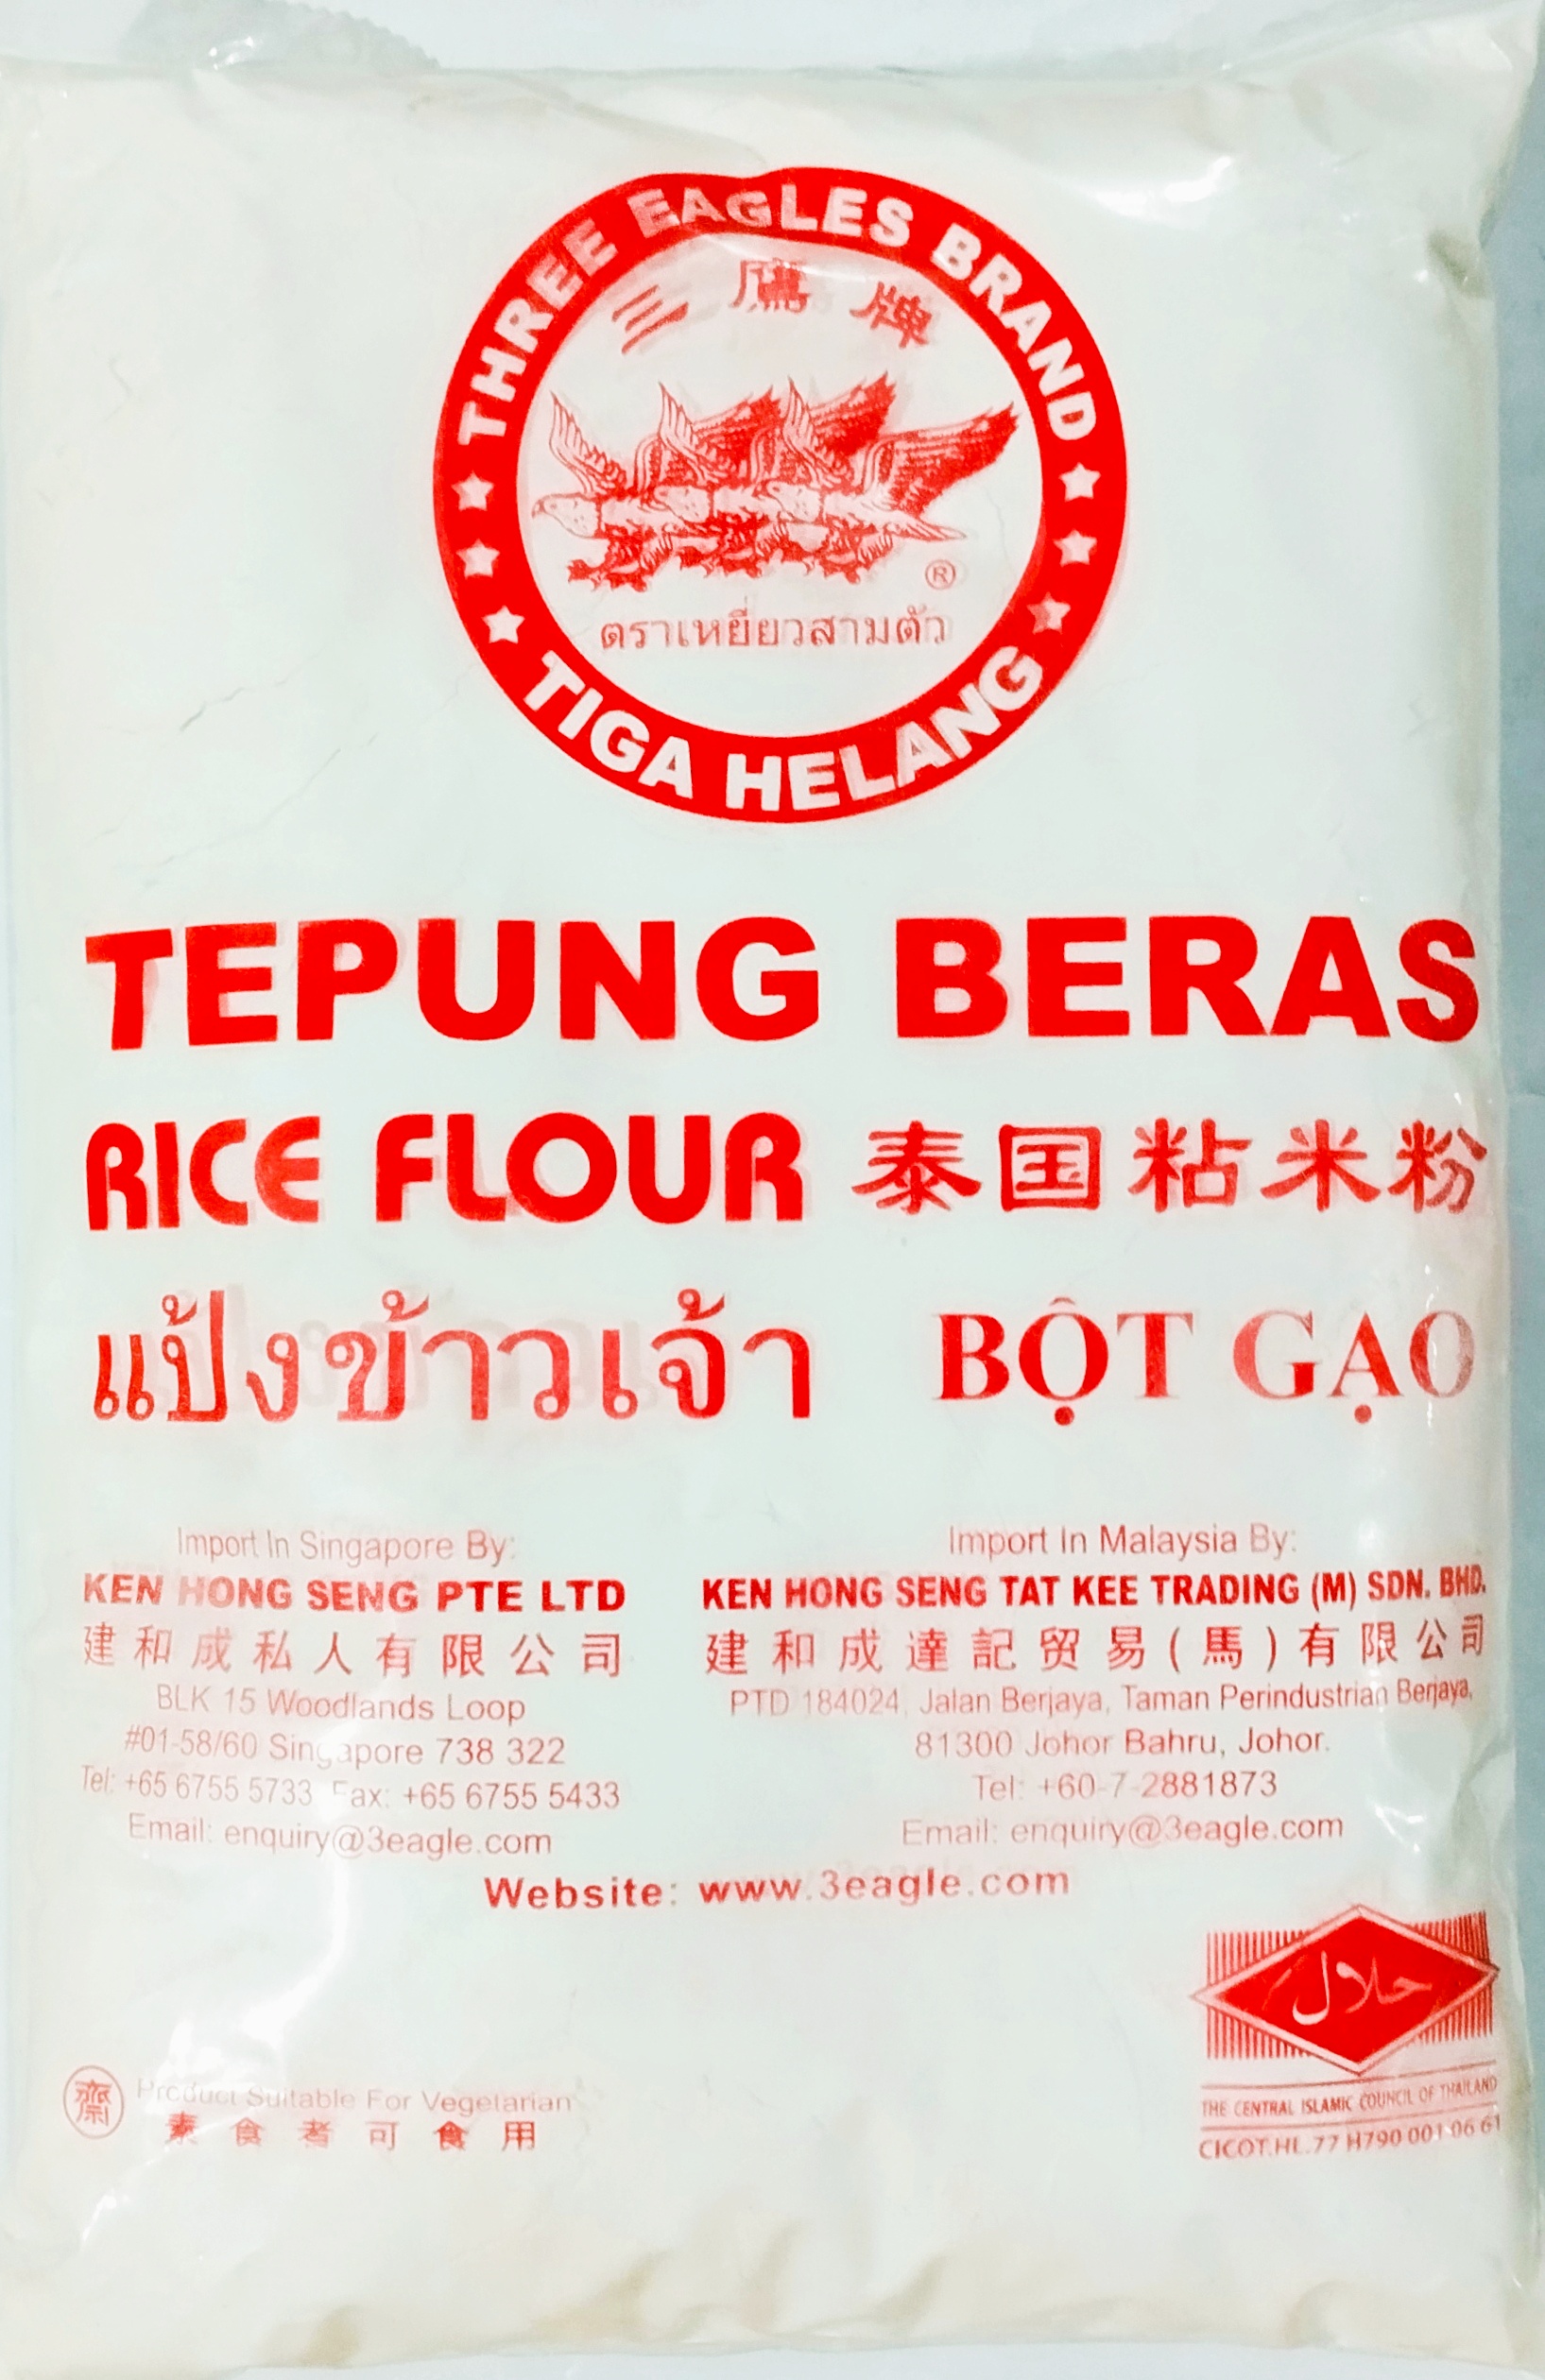 THREE EAGLES BRAND
三鷹牌
®
ตราเหยี่ยวสามตัว
TIGA HELANG
TEPUNG BERAS
RICE FLOUR 泰国粘米粉
แป้งข้าวเจ้า BỘT GẠO
Import In Singapore By:
KEN HONG SENG PTE LTD
建和成私人有限公司
BLK 15 Woodlands Loop
#01-58/60 Singapore 738 322
Tel: +65 6755 5733 Fax: +65 6755 5433
Email: enquiry@3eagle.com
Import In Malaysia By:
KEN HONG SENG TAT KEE TRADING (M) SDN. BHD.
建和成達記贸易(馬)有限公司
PTD 184024, Jalan Berjaya, Taman Perindustrian Berjaya,
81300 Johor Bahru, Johor.
Tel: +60-7-2881873
Email: enquiry@3eagle.com
Website: www.3eagle.com
حلال
THE CENTRAL ISLAMIC COUNCIL OF THAILAND
CICOT.HL.77 H790 001 06 61
齋 Product Suitable For Vegetarian
素食者可食用